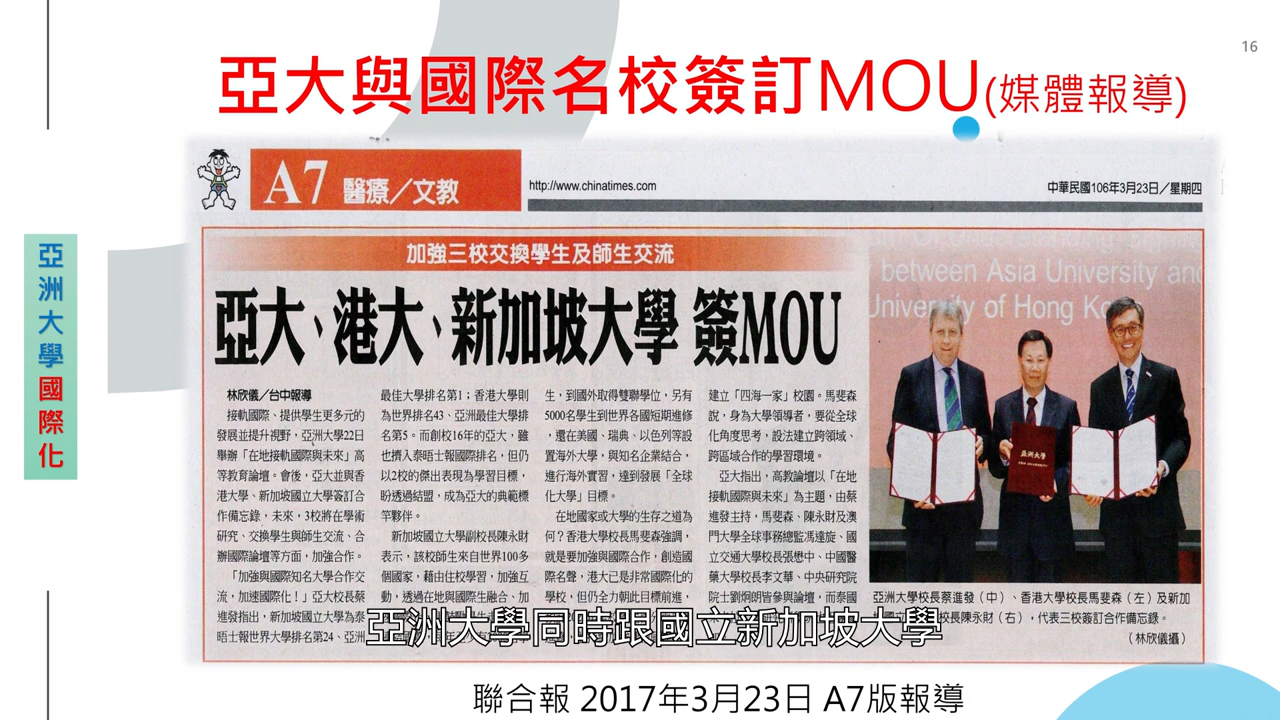 16
亞大與國際名校簽訂MOU(媒體報導)
亞洲大學國際化
A7 醫療／文教
http://www.chinatimes.com
中華民國106年3月23日／星期四
加強三校交換學生及師生交流
亞大、港大、新加坡大學 簽MOU
between Asia University and
University of Hong Ko
林欣儀／台中報導
接軌國際、提供學生更多元的
發展並提升視野，亞洲大學22日
舉辦「在地接軌國際與未來」高
等教育論壇。會後，亞大並與香
港大學、新加坡國立大學簽訂合
作備忘錄，未來，3校將在學術
研究、交換學生與師生交流、合
辦國際論壇等方面，加強合作。
「加強與國際知名大學合作交
流，加速國際化！」亞大校長蔡
進發指出，新加坡國立大學為泰
晤士報世界大學排名第24、亞洲
最佳大學排名第1；香港大學則
為世界排名43、亞洲最佳大學排
名第5。而創校16年的亞大，雖
也擠入泰晤士報國際排名，但仍
以2校的傑出表現為學習目標，
盼透過結盟，成為亞大的典範標
竿夥伴。
新加坡國立大學副校長陳永財
表示，該校師生來自世界100多
個國家，藉由住校學習，加強互
動，透過在地與國際生融合、加
生，到國外取得雙聯學位，另有
5000名學生到世界各國短期進修
，還在美國、瑞典、以色列等設
置海外大學，與知名企業結合，
進行海外實習，達到發展「全球
化大學」目標。
在地國家或大學的生存之道為
何？香港大學校長馬斐森強調，
就是要加強與國際合作，創造國
際名聲，港大已是非常國際化的
學校，但仍全力朝此目標前進，
建立「四海一家」校園。馬斐森
說，身為大學領導者，要從全球
化角度思考，設法建立跨領域、
跨區域合作的學習環境。
亞大指出，高教論壇以「在地
接軌國際與未來」為主題，由蔡
進發主持，馬斐森、陳永財及澳
門大學全球事務總監馮達旋、國
立交通大學校長張懋中、中國醫
藥大學校長李文華、中央研究院
院士劉炯朗皆參與論壇，而泰國
亞洲大學
亞洲大學校長蔡進發（中）、香港大學校長馬斐森（左）及新加
校長陳永財（右），代表三校簽訂合作備忘錄。
（林欣儀攝）
亞洲大學同時跟國立新加坡大學
聯合報 2017年3月23日 A7版報導